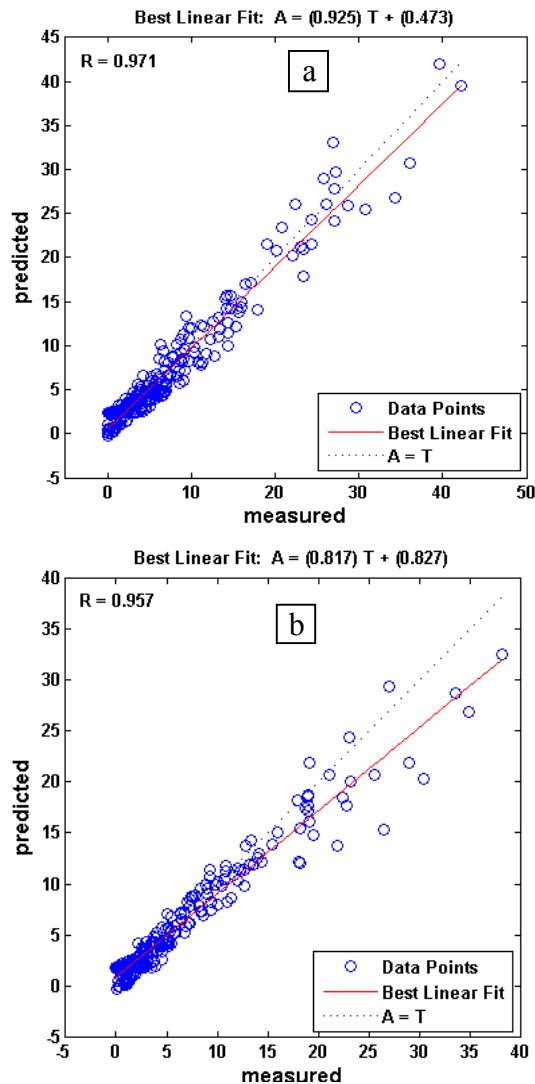 Best Linear Fit: A = (0.925) T + (0.473)
45
R = 0.971
a
40
35
30
25
20
15
10
5
0
-5
predicted
Data Points
Best Linear Fit
A = T
0 10 20 30 40 50
measured
Best Linear Fit: A = (0.817) T + (0.827)
40
R = 0.957
b
35
30
25
20
15
10
5
0
-5
predicted
Data Points
Best Linear Fit
A = T
-5 0 5 10 15 20 25 30 35 40
measured